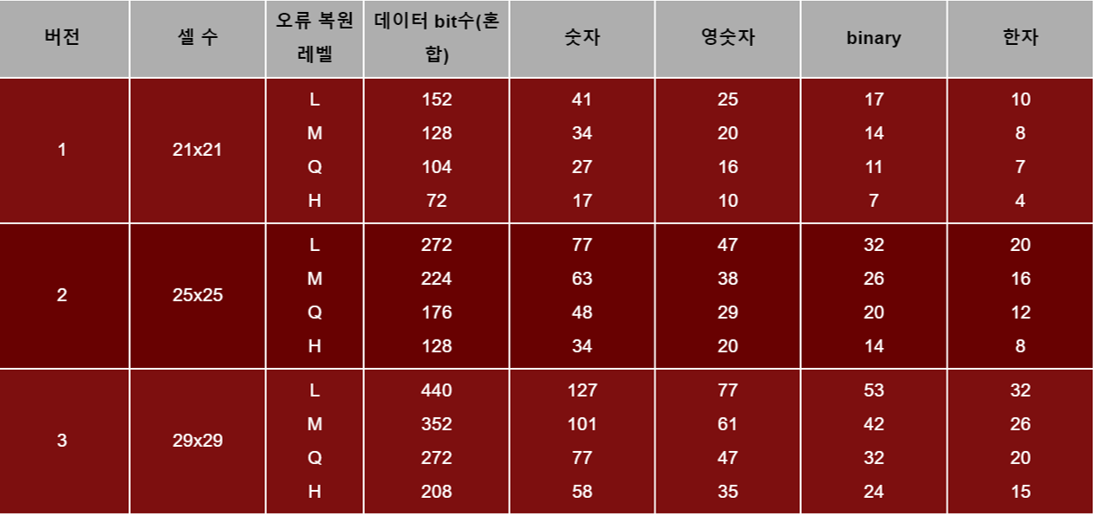 버전 셀 수 오류 복원 레벨 데이터 bit수(혼합) 숫자 영숫자 binary 한자
1 21x21 L 152 41 25 17 10
M 128 34 20 14 8
Q 104 27 16 11 7
H 72 17 10 7 4
2 25x25 L 272 77 47 32 20
M 224 63 38 26 16
Q 176 48 29 20 12
H 128 34 20 14 8
3 29x29 L 440 127 77 53 32
M 352 101 61 42 26
Q 272 77 47 32 20
H 208 58 35 24 15